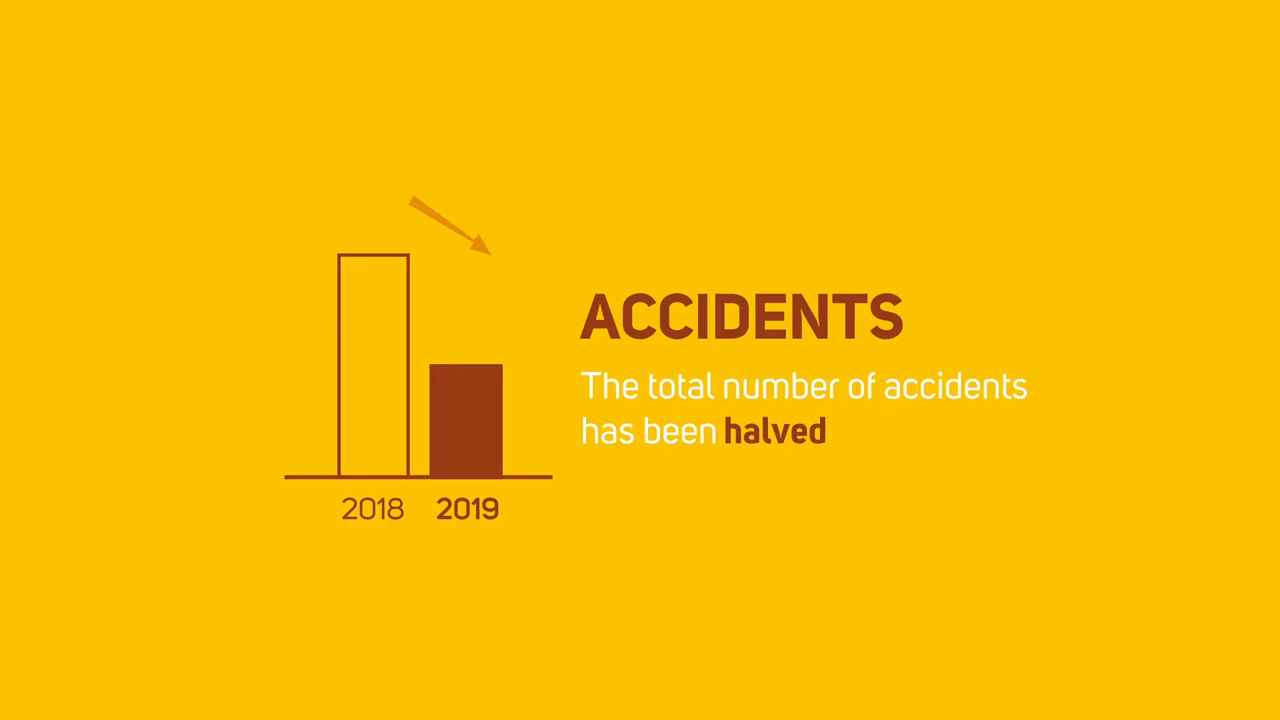 ACCIDENTS
The total number of accidents
has been halved
2018 2019